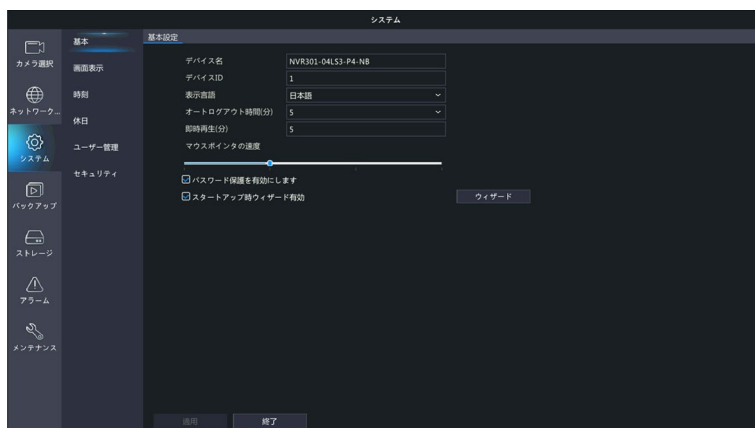 システム
カメラ選択
ネットワーク...
システム
バックアップ
ストレージ
アラーム
メンテナンス
基本
画面表示
時刻
休日
ユーザー管理
セキュリティ
基本設定
デバイス名 NVR301-04LS3-P4-NB
デバイスID 1
表示言語 日本語
オートログアウト時間(分) 5
即時再生(分) 5
マウスポインタの速度
パスワード保護を有効にします
スタートアップ時ウィザード有効 ウィザード
適用 終了